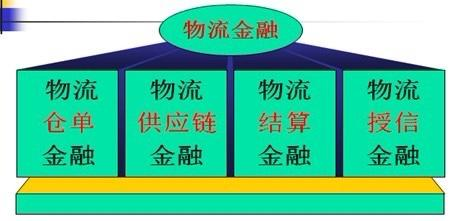 物流金融
物流 物流 物流 物流
仓单 供应链 结算 授信
金融 金融 金融 金融